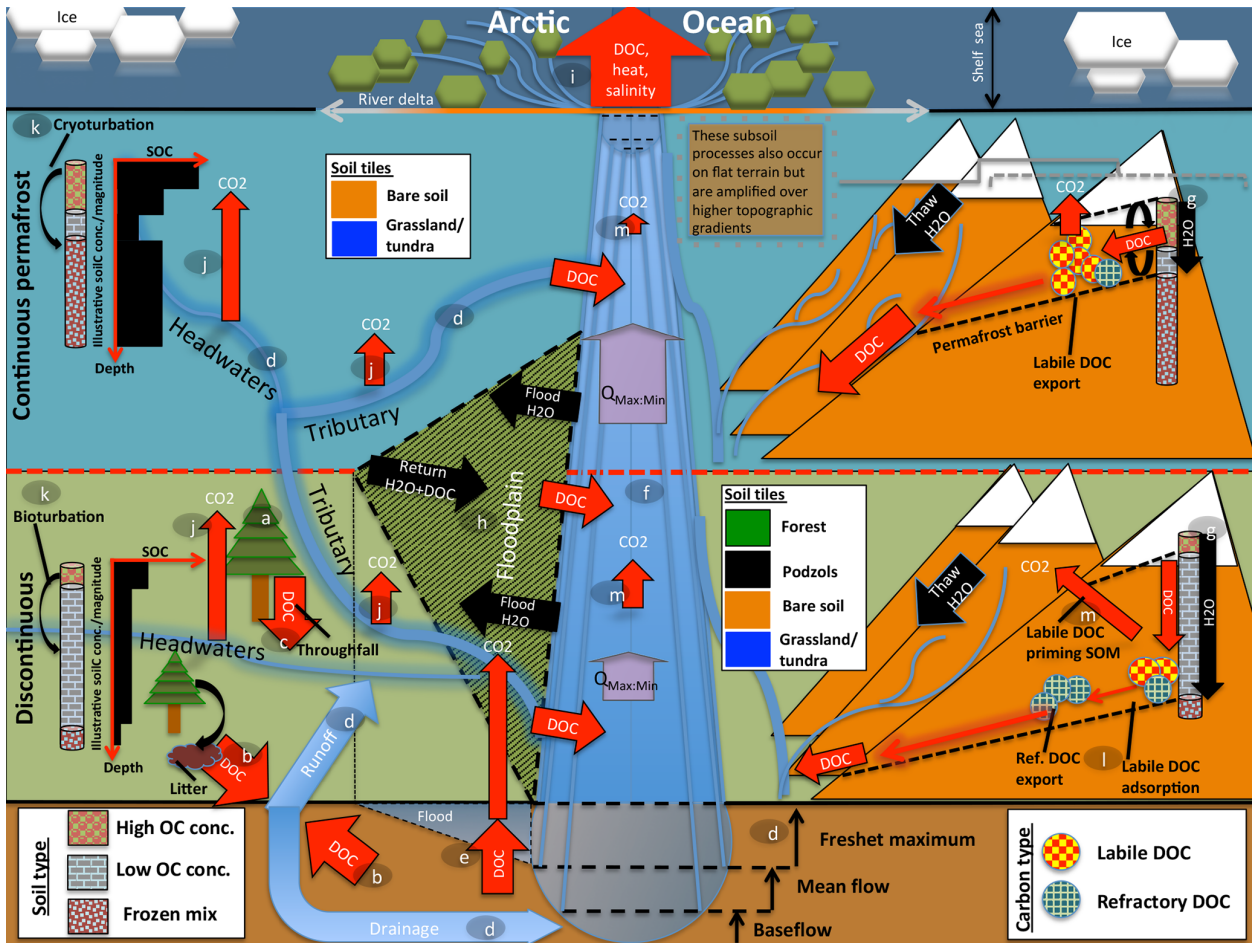 Ice
Arctic Ocean
DOC,
heat,
salinity
i
Shelf sea
Ice
River delta
k
Cryoturbation
SOC
CO2
Illustrative soilC conc./magnitude
j
Depth
Continuous permafrost
Soil tiles
Bare soil
Grassland/
tundra
These subsoil
processes also occur
on flat terrain but
are amplified over
higher topographic
gradients
CO2
m
DOC
d
Headwaters
d
CO2
j
Tributary
Flood
H2O
QMax:Min
Thaw
H2O
CO2
g
DOC
H2O
DOC
Permafrost barrier
Labile DOC
export
Return
H2O+DOC
h
Floodplain
DOC
f
k
Bioturbation
SOC
CO2
j
a
DOC
c
Throughfall
Illustrative soilC conc./magnitude
Depth
Discontinuous
Headwaters
Tributary
CO2
j
Flood
H2O
CO2
CO2
m
QMax:Min
DOC
Soil tiles
Forest
Podzols
Bare soil
Grassland/
tundra
Thaw
H2O
g
CO2
m
DOC
H2O
Labile DOC
priming SOM
DOC
Ref. DOC
export
l
Labile DOC
adsorption
Litter
b
DOC
Runoff
d
Flood
e
DOC
DOC
b
Drainage
d
d
Freshet maximum
Mean flow
Baseflow
Soil type
High OC conc.
Low OC conc.
Frozen mix
Carbon type
Labile DOC
Refractory DOC